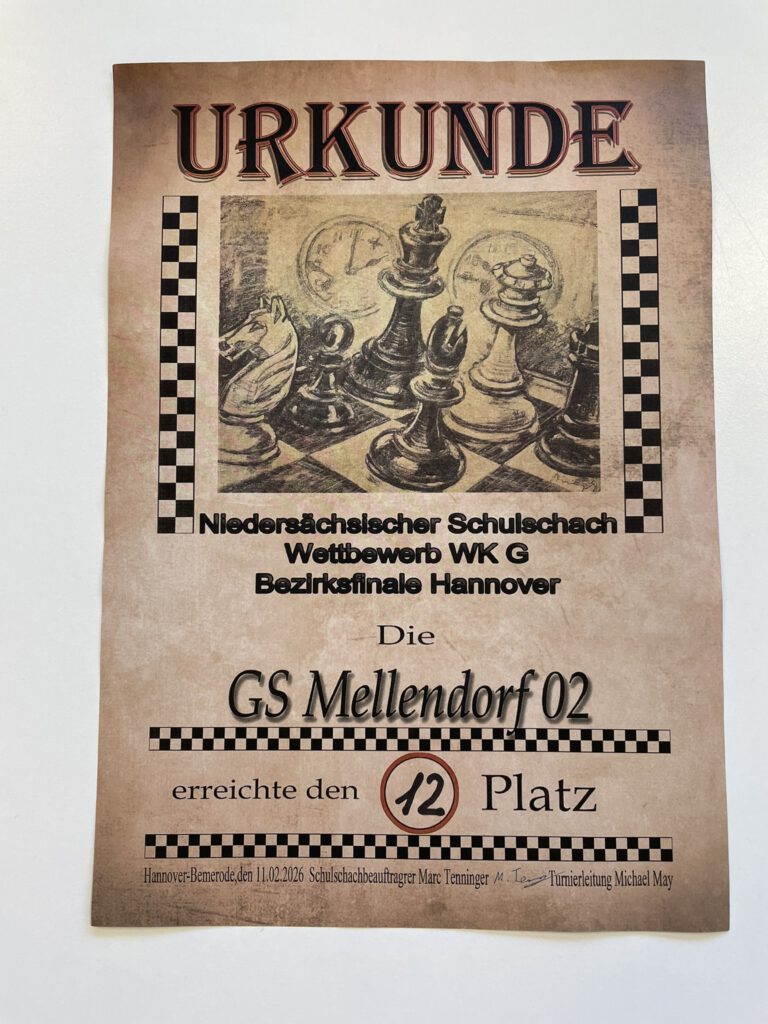 URKUNDE
Niedersächsischer Schulschach
Wettbewerb WK G
Bezirksfinale Hannover
Die
GS Mellendorf 02
erreichte den 12 Platz
Hannover-Bemerode,den 11.02.2026 Schulschachbeauftragrer Marc Tenninger Turnierleitung Michael May